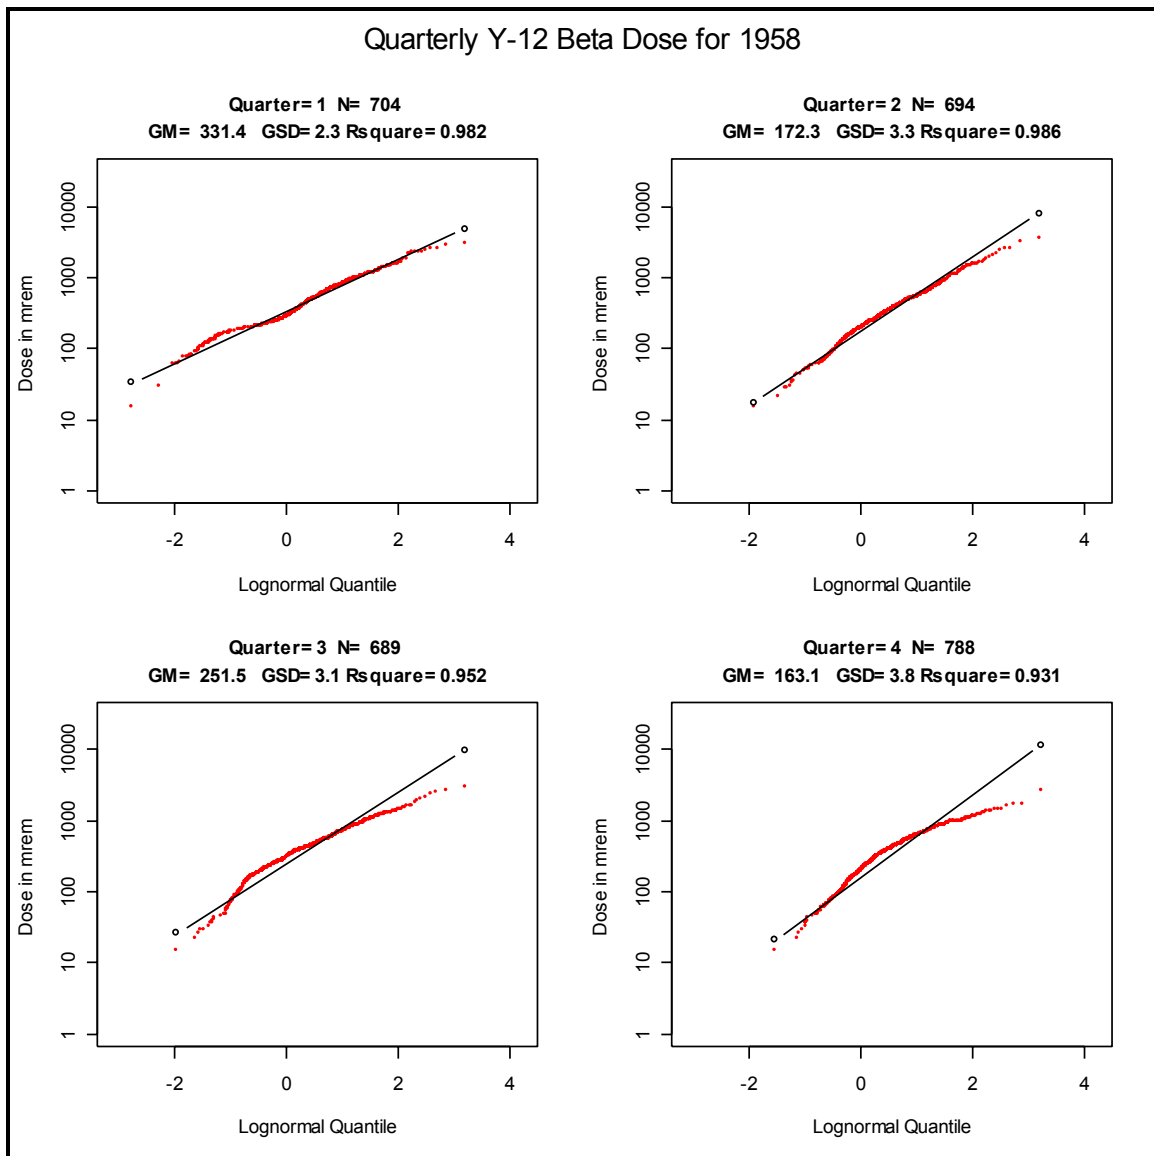 Quarterly Y-12 Beta Dose for 1958
Quarter= 1 N= 704
GM= 331.4 GSD= 2.3 Rsquare= 0.982
10000
1000
100
10
1
Dose in mrem
-2 0 2 4
Lognormal Quantile
Quarter= 2 N= 694
GM= 172.3 GSD= 3.3 Rsquare= 0.986
10000
1000
100
10
1
Dose in mrem
-2 0 2 4
Lognormal Quantile
Quarter= 3 N= 689
GM= 251.5 GSD= 3.1 Rsquare= 0.952
10000
1000
100
10
1
Dose in mrem
-2 0 2 4
Lognormal Quantile
Quarter= 4 N= 788
GM= 163.1 GSD= 3.8 Rsquare= 0.931
10000
1000
100
10
1
Dose in mrem
-2 0 2 4
Lognormal Quantile